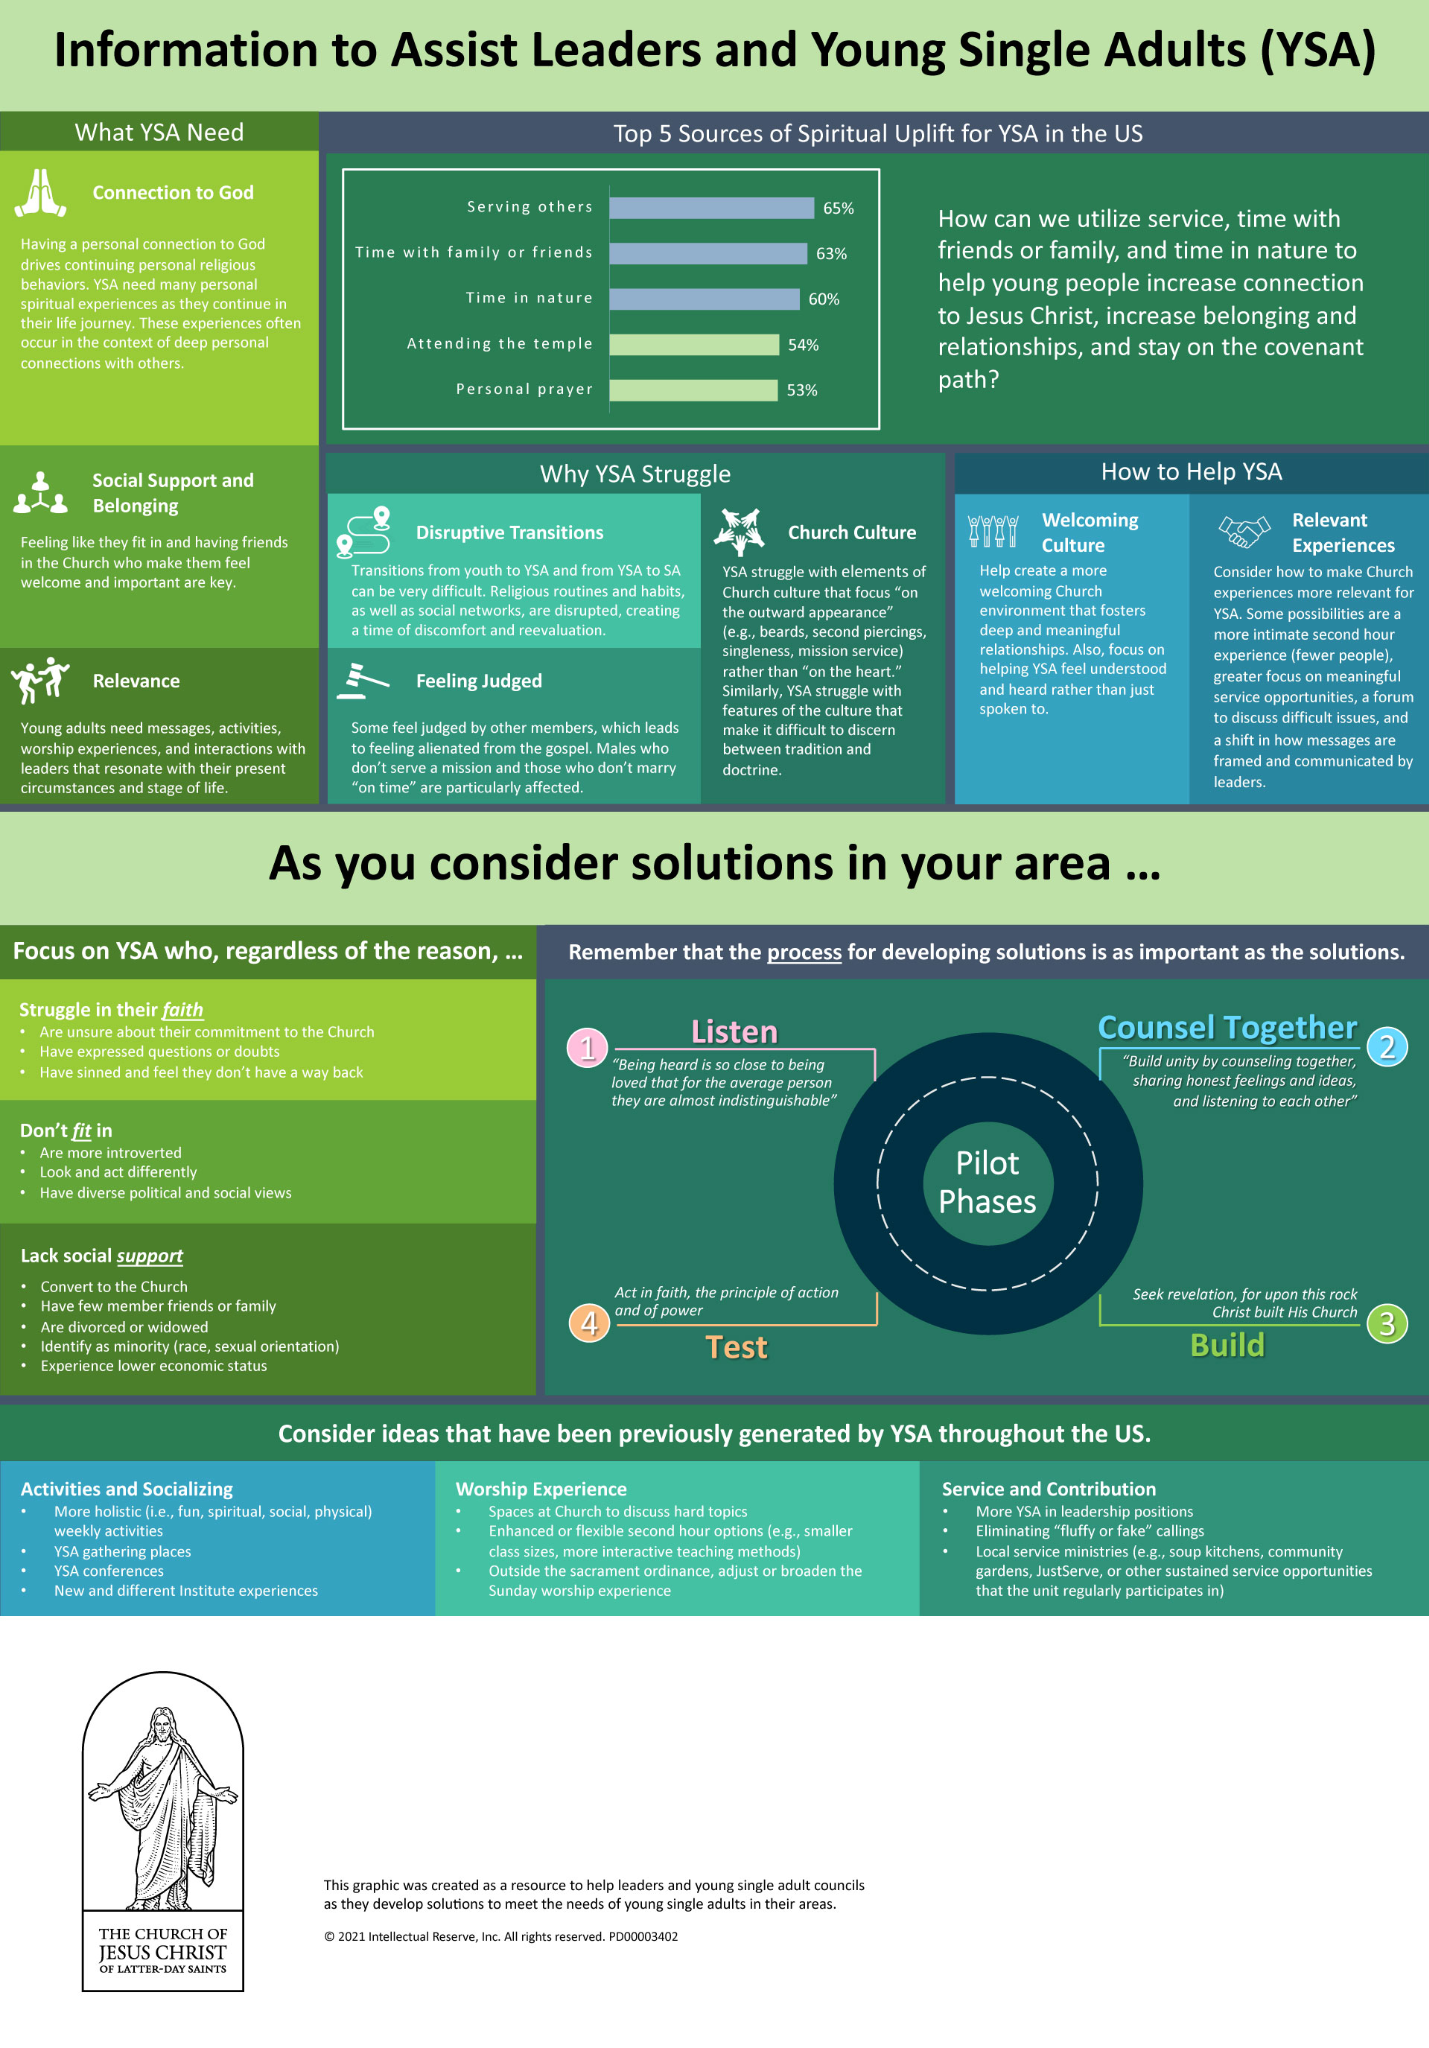 Information to Assist Leaders and Young Single Adults (YSA)
What YSA Need
Connection to God
Having a personal connection to God
drives continuing personal religious
behaviors. YSA need many personal
spiritual experiences as they continue in
their life journey. These experiences often
occur in the context of deep personal
connections with others.
Social Support and
Belonging
Feeling like they fit in and having friends
in the Church who make them feel
welcome and important are key.
Relevance
Young adults need messages, activities,
worship experiences, and interactions with
leaders that resonate with their present
circumstances and stage of life.
Top 5 Sources of Spiritual Uplift for YSA in the US
Serving others 65%
Time with family or friends 63%
Time in nature 60%
Attending the temple 54%
Personal prayer 53%
How can we utilize service, time with
friends or family, and time in nature to
help young people increase connection
to Jesus Christ, increase belonging and
relationships, and stay on the covenant
path?
Why YSA Struggle
Disruptive Transitions
Transitions from youth to YSA and from YSA to SA
can be very difficult. Religious routines and habits,
as well as social networks, are disrupted, creating
a time of discomfort and reevaluation.
Feeling Judged
Some feel judged by other members, which leads
to feeling alienated from the gospel. Males who
don’t serve a mission and those who don’t marry
“on time” are particularly affected.
Church Culture
YSA struggle with elements of
Church culture that focus “on
the outward appearance”
(e.g., beards, second piercings,
singleness, mission service)
rather than “on the heart.”
Similarly, YSA struggle with
features of the culture that
make it difficult to discern
between tradition and
doctrine.
How to Help YSA
Welcoming
Culture
Help create a more
welcoming Church
environment that fosters
deep and meaningful
relationships. Also, focus on
helping YSA feel understood
and heard rather than just
spoken to.
Relevant
Experiences
Consider how to make Church
experiences more relevant for
YSA. Some possibilities are a
more intimate second hour
experience (fewer people),
greater focus on meaningful
service opportunities, a forum
to discuss difficult issues, and
a shift in how messages are
framed and communicated by
leaders.
As you consider solutions in your area ...
Focus on YSA who, regardless of the reason, ...
Struggle in their faith
• Are unsure about their commitment to the Church
• Have expressed questions or doubts
• Have sinned and feel they don’t have a way back
Don’t fit in
• Are more introverted
• Look and act differently
• Have diverse political and social views
Lack social support
• Convert to the Church
• Have few member friends or family
• Are divorced or widowed
• Identify as minority (race, sexual orientation)
• Experience lower economic status
Remember that the process for developing solutions is as important as the solutions.
1 Listen
“Being heard is so close to being
loved that for the average person
they are almost indistinguishable”
Counsel Together 2
“Build unity by counseling together,
sharing honest feelings and ideas,
and listening to each other”
Pilot
Phases
Seek revelation, for upon this rock
Christ built His Church
Build 3
Act in faith, the principle of action
and of power
4 Test
Consider ideas that have been previously generated by YSA throughout the US.
Activities and Socializing
• More holistic (i.e., fun, spiritual, social, physical)
weekly activities
• YSA gathering places
• YSA conferences
• New and different Institute experiences
Worship Experience
• Spaces at Church to discuss hard topics
• Enhanced or flexible second hour options (e.g., smaller
class sizes, more interactive teaching methods)
• Outside the sacrament ordinance, adjust or broaden the
Sunday worship experience
Service and Contribution
• More YSA in leadership positions
• Eliminating “fluffy or fake” callings
• Local service ministries (e.g., soup kitchens, community
gardens, JustServe, or other sustained service opportunities
that the unit regularly participates in)
THE CHURCH OF
JESUS CHRIST
OF LATTER-DAY SAINTS
This graphic was created as a resource to help leaders and young single adult councils
as they develop solutions to meet the needs of young single adults in their areas.
© 2021 Intellectual Reserve, Inc. All rights reserved. PD00003402